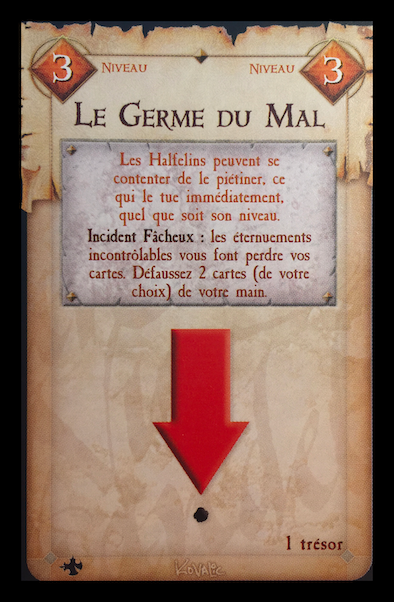 3 Niveau Niveau 3
Le Germe du Mal
Les Halfelins peuvent se
contenter de le piétiner, ce
qui le tue immédiatement,
quel que soit son niveau.
Incident Fâcheux : les éternuements
incontrôlables vous font perdre vos
cartes. Défaussez 2 cartes (de votre
choix) de votre main.
1 trésor
Kovalic